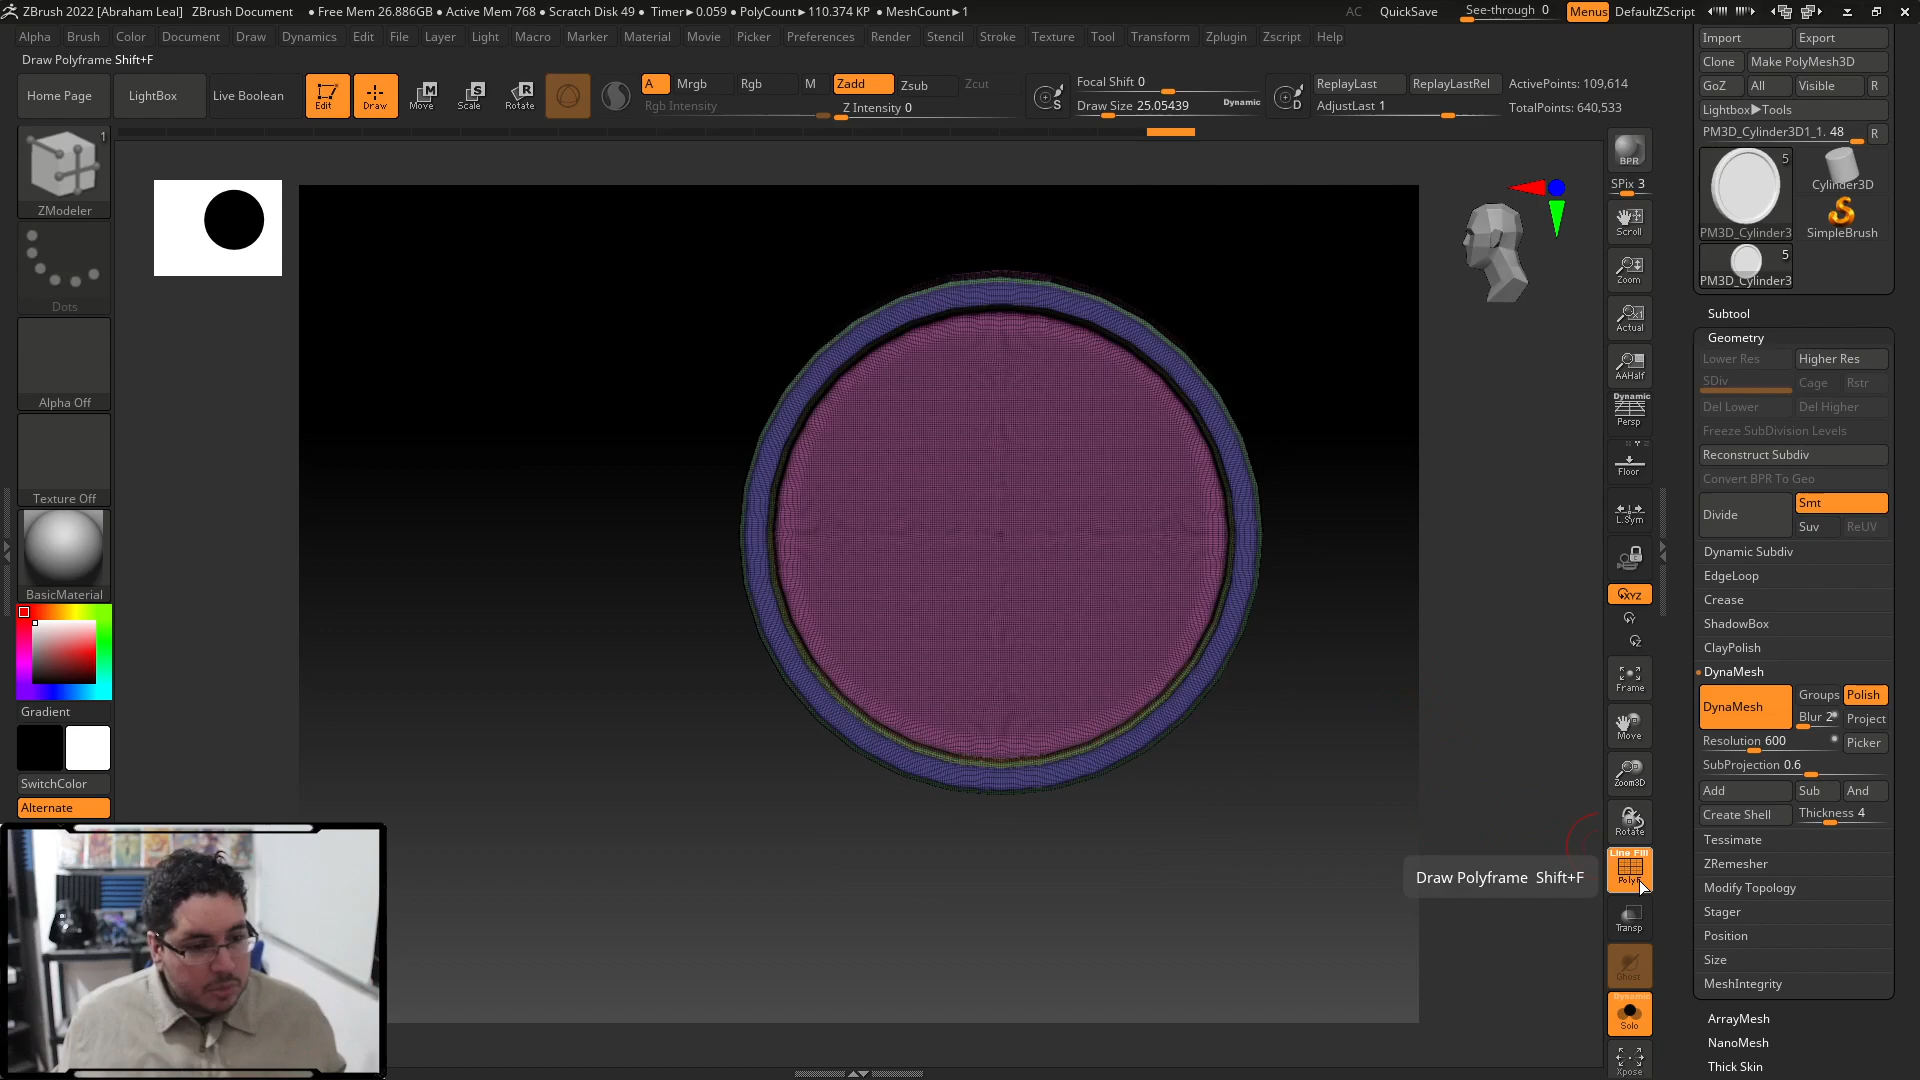 ZBrush 2022 [Abraham Leal] ZBrush Document • Free Mem 26.886GB • Active Mem 768 • Scratch Disk 49 • Timer▶0.059 • PolyCount▶110.374 KP • MeshCount▶1 AC QuickSave See-through 0 Menus DefaultZScript
Alpha Brush Color Document Draw Dynamics Edit File Layer Light Macro Marker Material Movie Picker Preferences Render Stencil Stroke Texture Tool Transform Zplugin Zscript Help
Draw Polyframe Shift+F
Home Page LightBox Live Boolean Edit Draw Move Scale Rotate
A Mrgb Rgb M Zadd Zsub Zcut
Rgb Intensity Z Intensity 0
Focal Shift 0
Draw Size 25.05439 Dynamic
ReplayLast ReplayLastRel ActivePoints: 109,614
AdjustLast 1 TotalPoints: 640,533
1
ZModeler
Dots
Alpha Off
Texture Off
BasicMaterial
Gradient
SwitchColor
Alternate
BPR
SPix 3
Scroll
Zoom
Actual
AAHalf
Dynamic
Persp
Floor
L.Sym
XYZ
Y
Z
Frame
Move
Zoom3D
Rotate
Line Fill
PolyF
Transp
Ghost
Dynamic
Solo
Xpose
Draw Polyframe Shift+F
Import Export
Clone Make PolyMesh3D
GoZ All Visible R
Lightbox▶Tools
PM3D_Cylinder3D1_1. 48 R
5
Cylinder3D
PM3D_Cylinder3 SimpleBrush
5
PM3D_Cylinder3
Subtool
Geometry
Lower Res Higher Res
SDiv Cage Rstr
Del Lower Del Higher
Freeze SubDivision Levels
Reconstruct Subdiv
Convert BPR To Geo
Divide Smt
Suv ReUV
Dynamic Subdiv
EdgeLoop
Crease
ShadowBox
ClayPolish
DynaMesh
DynaMesh Groups Polish
Blur 2 Project
Resolution 600 Picker
SubProjection 0.6
Add Sub And
Create Shell Thickness 4
Tessimate
ZRemesher
Modify Topology
Stager
Position
Size
MeshIntegrity
ArrayMesh
NanoMesh
Thick Skin